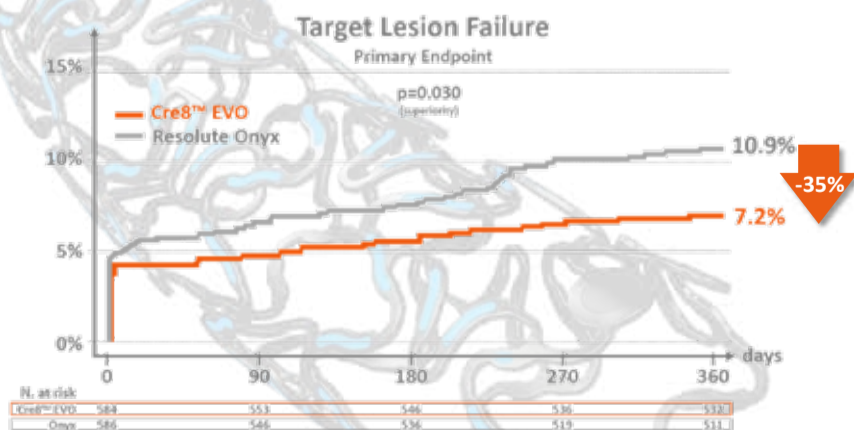 Target Lesion Failure
Primary Endpoint
15%
p=0.030
(superiority)
Cre8™ EVO
Resolute Onyx
10%
10.9%
-35%
7.2%
5%
0%
days
0 90 180 270 360
N. at risk
Cre8™ EVO 584 553 546 536 532
Onyx 586 546 536 519 511